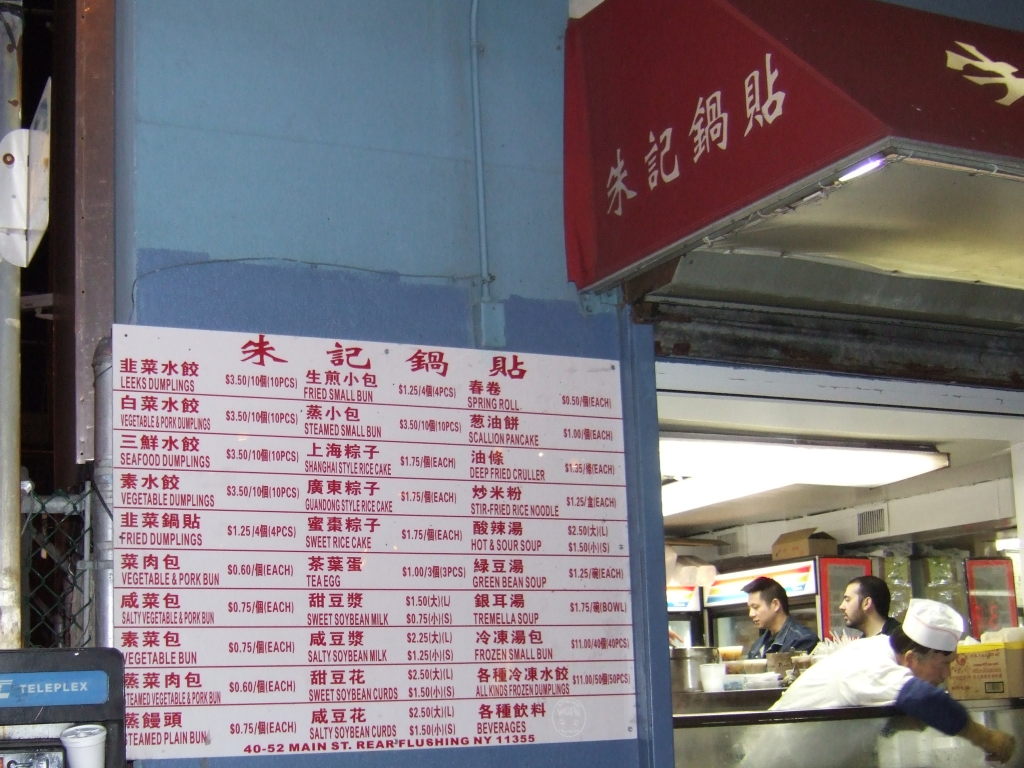 朱記鍋貼
朱記鍋貼
韭菜水餃 $3.50/10個(10PCS)
LEEKS DUMPLINGS
白菜水餃 $3.50/10個(10PCS)
VEGETABLE & PORK DUMPLINGS
三鮮水餃 $3.50/10個(10PCS)
SEAFOOD DUMPLINGS
素水餃 $3.50/10個(10PCS)
VEGETABLE DUMPLINGS
韭菜鍋貼 $1.25/4個(4PCS)
FRIED DUMPLINGS
菜肉包 $0.60/個(EACH)
VEGETABLE & PORK BUN
咸菜包 $0.75/個(EACH)
SALTY VEGETABLE & PORK BUN
素菜包 $0.75/個(EACH)
VEGETABLE BUN
蒸菜肉包 $0.60/個(EACH)
STEAMED VEGETABLE & PORK BUN
蒸饅頭 $0.75/個(EACH)
STEAMED PLAIN BUN
生煎小包 $1.25/4個(4PCS)
FRIED SMALL BUN
蒸小包 $3.50/10個(10PCS)
STEAMED SMALL BUN
上海粽子 $1.75/個(EACH)
SHANGHAI STYLE RICE CAKE
廣東粽子 $1.75/個(EACH)
GUANDONG STYLE RICE CAKE
蜜棗粽子 $1.75/個(EACH)
SWEET RICE CAKE
茶葉蛋 $1.00/3個(3PCS)
TEA EGG
甜豆漿 $1.50(大)(L)
SWEET SOYBEAN MILK $0.75(小)(S)
咸豆漿 $2.25(大)(L)
SALTY SOYBEAN MILK $1.25(小)(S)
甜豆花 $2.50(大)(L)
SWEET SOYBEAN CURDS $1.50(小)(S)
咸豆花 $2.50(大)(L)
SALTY SOYBEAN CURDS $1.50(小)(S)
春卷 $0.50/個(EACH)
SPRING ROLL
葱油餅 $1.00/個(EACH)
SCALLION PANCAKE
油條 (EACH)
DEEP FRIED CRULLER
炒米粉 $1.25/盒(EACH)
STIR-FRIED RICE NOODLE
酸辣湯 $2.50(大)(L)
HOT & SOUR SOUP $1.50(小)(S)
綠豆湯 $1.25/碗(EACH)
GREEN BEAN SOUP
銀耳湯 $1.75/碗(BOWL)
TREMELLA SOUP
冷凍湯包 $11.00/40個(40PCS)
FROZEN SMALL BUN
各種冷凍水餃 $11.00/50個(50PCS)
ALL KINDS FROZEN DUMPLINGS
各種飲料
BEVERAGES
40-52 MAIN ST. REAR FLUSHING NY 11355
TELEPLEX